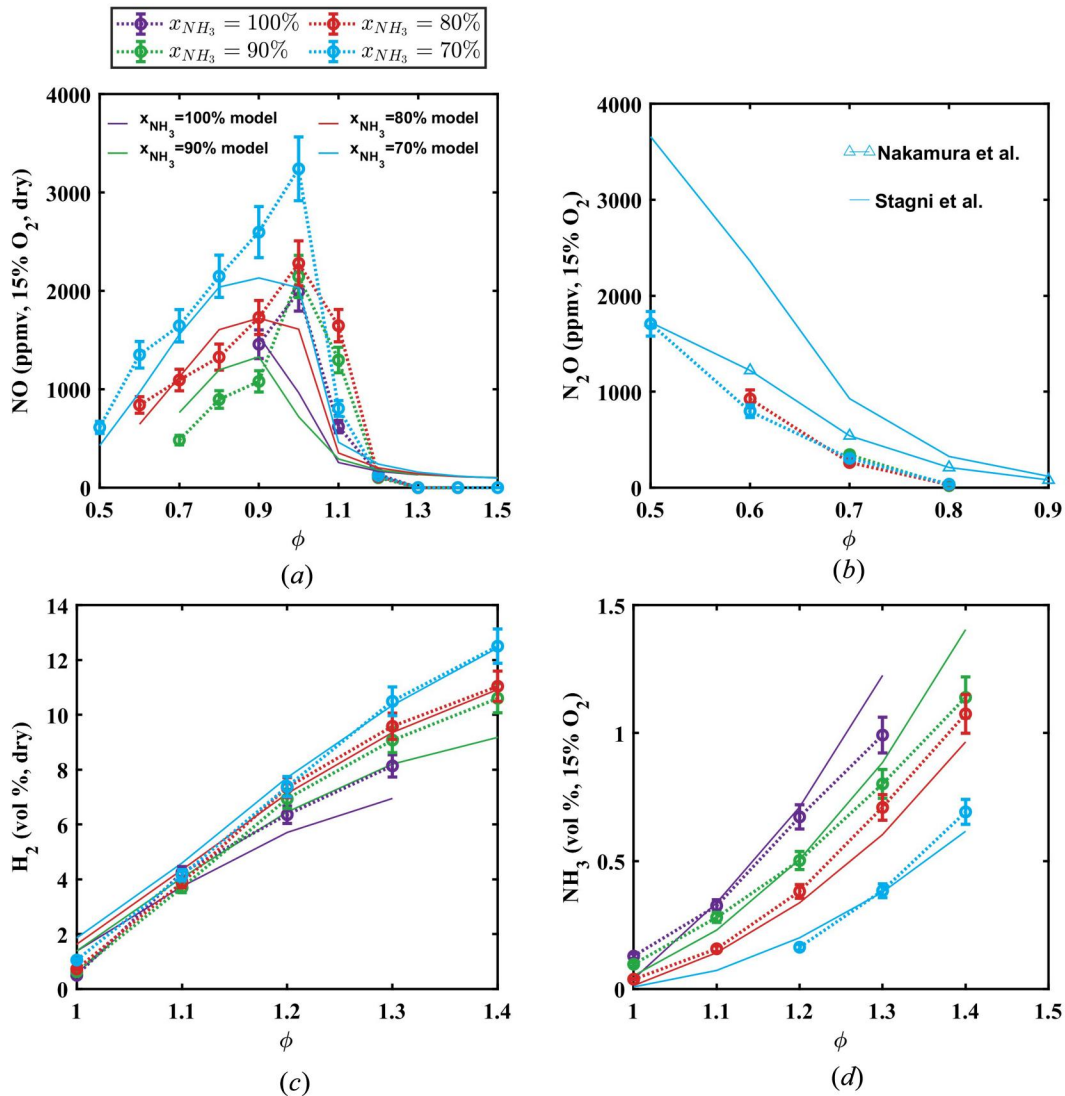 x_{NH_3} = 100% x_{NH_3} = 80%
x_{NH_3} = 90% x_{NH_3} = 70%
4000
3000
2000
1000
0
0.5 0.7 0.9 1.1 1.3 1.5
NO (ppmv, 15% O_2, dry)
ϕ
x_{NH_3}=100% model x_{NH_3}=80% model
x_{NH_3}=90% model x_{NH_3}=70% model
(a)
4000
3000
2000
1000
0
0.5 0.6 0.7 0.8 0.9
N_2O (ppmv, 15% O_2)
ϕ
Nakamura et al.
Stagni et al.
(b)
14
12
10
8
6
4
2
0
1 1.1 1.2 1.3 1.4
H_2 (vol %, dry)
ϕ
(c)
1.5
1
0.5
0
1 1.1 1.2 1.3 1.4 1.5
NH_3 (vol %, 15% O_2)
ϕ
(d)